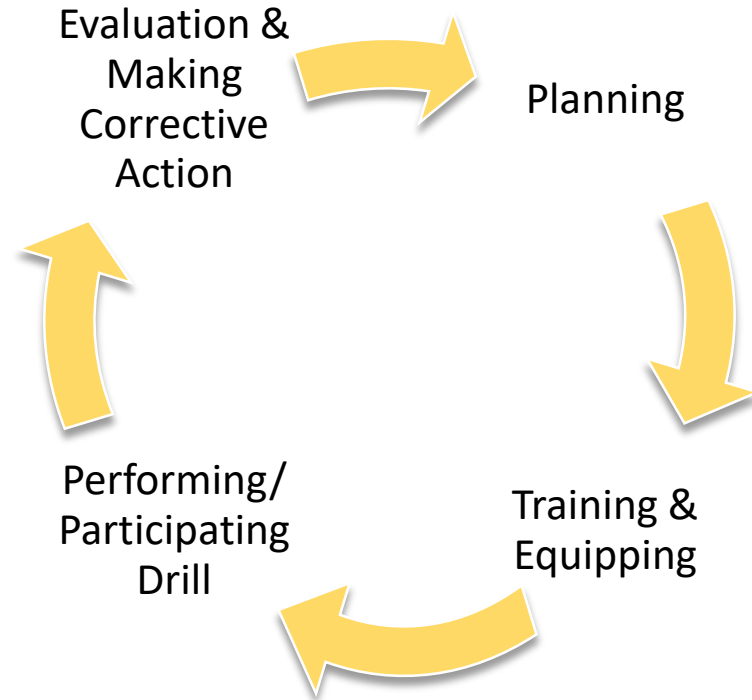 Evaluation &
Making
Corrective
Action
Planning
Training &
Equipping
Performing/
Participating
Drill